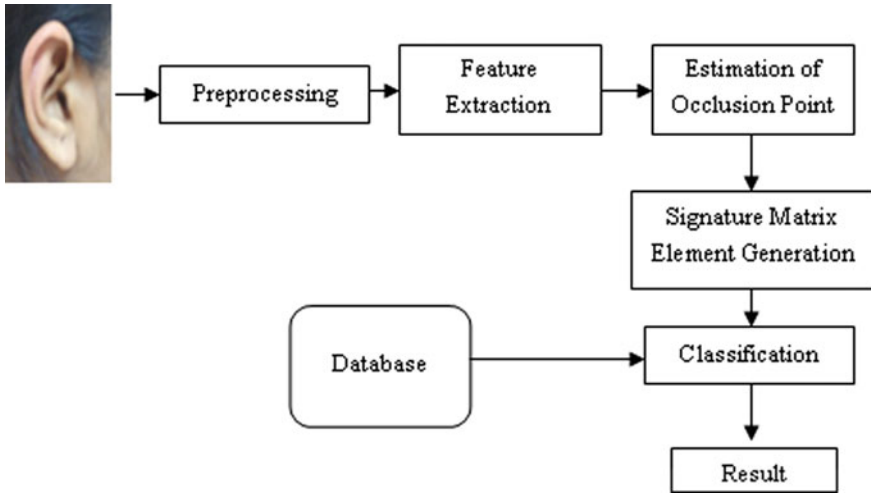 Preprocessing
Feature
Extraction
Estimation of
Occlusion Point
Signature Matrix
Element Generation
Database
Classification
Result